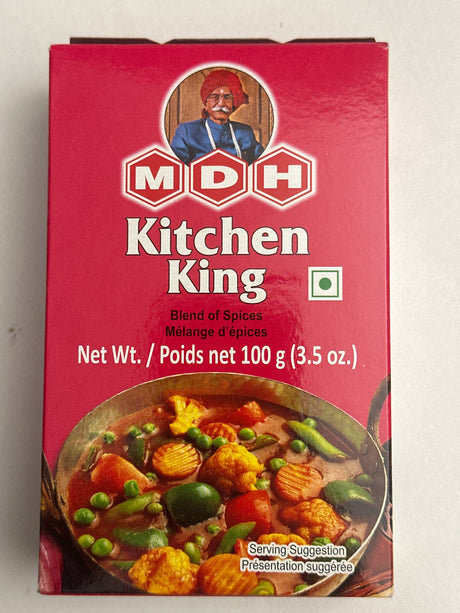 MDH
Kitchen
King
Blend of Spices
Mélange d'épices
Net Wt. / Poids net 100 g (3.5 oz.)
Serving Suggestion
Présentation suggérée